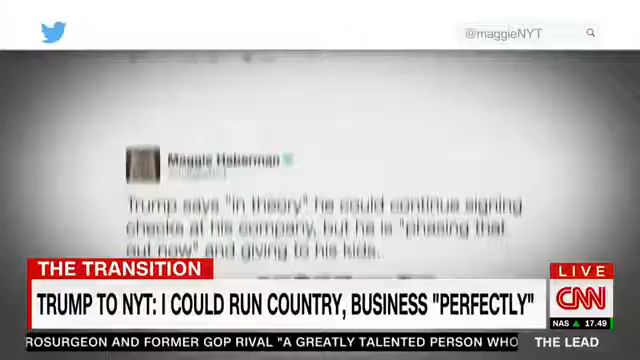 @maggieNYT
Maggie Haberman
Trump says "in theory" he could continue signing
checks at his company, but he is "phasing that
out now" and giving to his kids.
THE TRANSITION
LIVE
TRUMP TO NYT: I COULD RUN COUNTRY, BUSINESS "PERFECTLY"
CNN
NAS ▲ 17.49
ROSURGEON AND FORMER GOP RIVAL "A GREATLY TALENTED PERSON WHO
THE LEAD